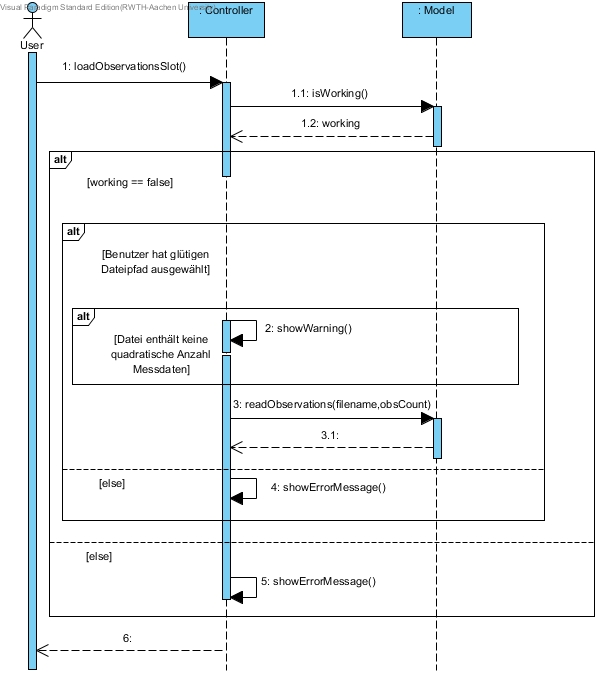 Visual Paradigm Standard Edition(RWTH-Aachen
: Controller
: Model
User
1: loadObservationsSlot()
1.1: isWorking()
1.2: working
alt
[working == false]
alt
[Benutzer hat glütigen
Dateipfad ausgewählt]
alt
2: showWarning()
[Datei enthält keine
quadratische Anzahl
Messdaten]
3: readObservations(filename,obsCount)
3.1:
[else]
4: showErrorMessage()
[else]
5: showErrorMessage()
6: